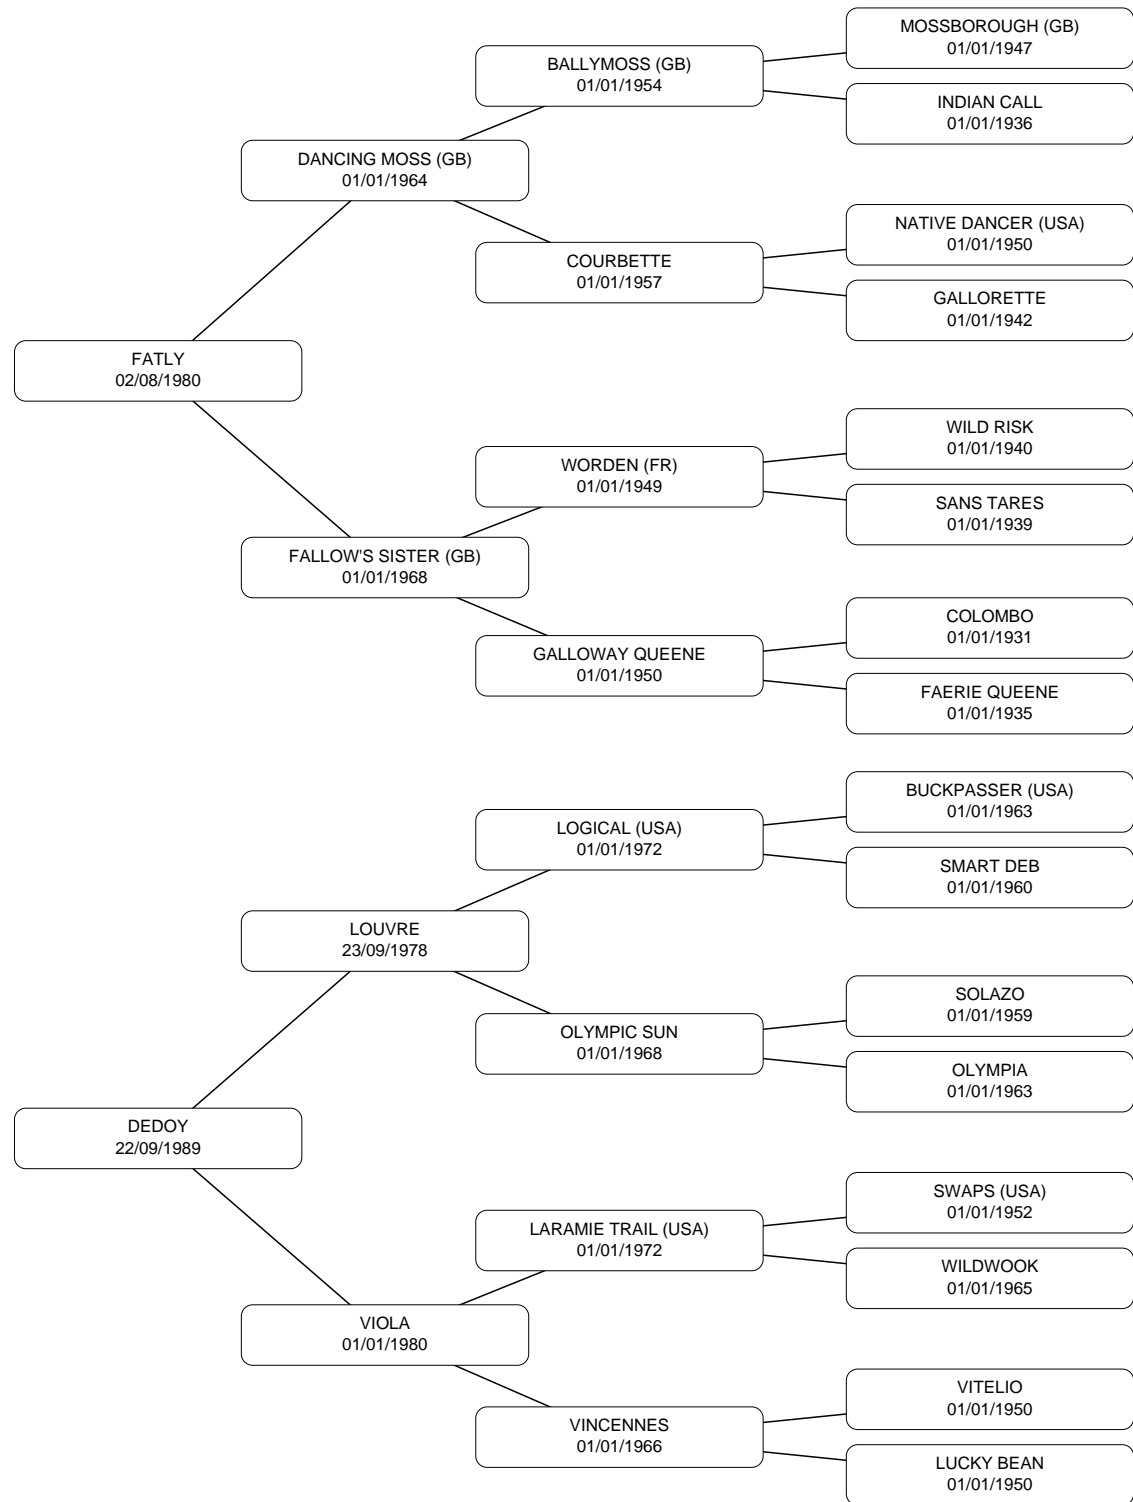 MOSSBOROUGH (GB)
01/01/1947
BALLYMOSS (GB)
01/01/1954
INDIAN CALL
01/01/1936
DANCING MOSS (GB)
01/01/1964
NATIVE DANCER (USA)
01/01/1950
COURBETTE
01/01/1957
GALLORETTE
01/01/1942
FATLY
02/08/1980
WILD RISK
01/01/1940
WORDEN (FR)
01/01/1949
SANS TARES
01/01/1939
FALLOW'S SISTER (GB)
01/01/1968
COLOMBO
01/01/1931
GALLOWAY QUEENE
01/01/1950
FAERIE QUEENE
01/01/1935
BUCKPASSER (USA)
01/01/1963
LOGICAL (USA)
01/01/1972
SMART DEB
01/01/1960
LOUVRE
23/09/1978
SOLAZO
01/01/1959
OLYMPIC SUN
01/01/1968
OLYMPIA
01/01/1963
DEDOY
22/09/1989
SWAPS (USA)
01/01/1952
LARAMIE TRAIL (USA)
01/01/1972
WILDWOOK
01/01/1965
VIOLA
01/01/1980
VITELIO
01/01/1950
VINCENNES
01/01/1966
LUCKY BEAN
01/01/1950